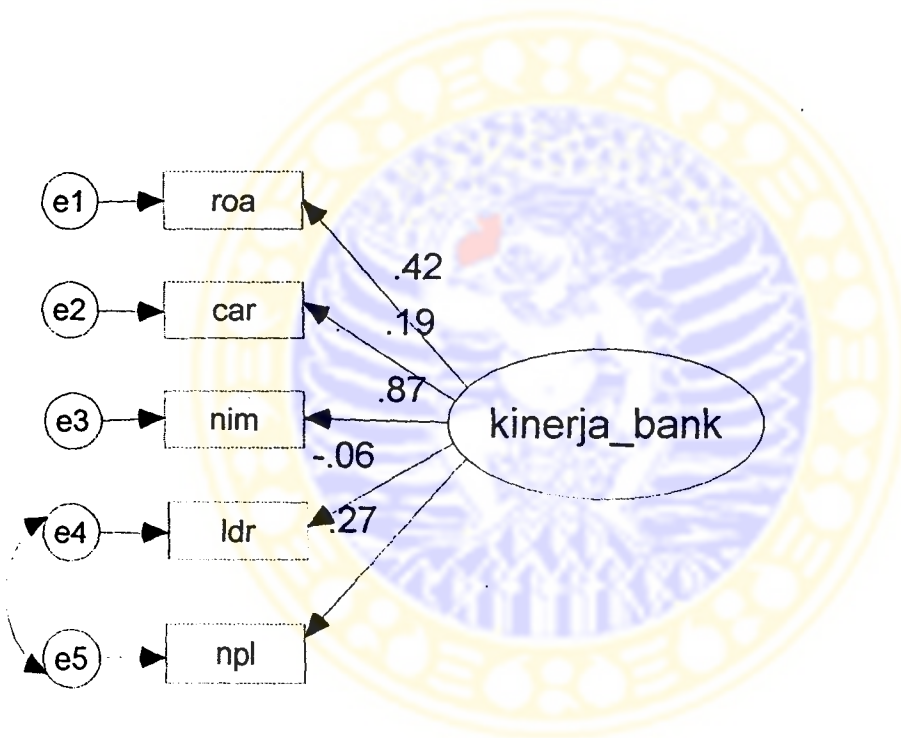 e1 roa
.42
e2 car
.19
.87
e3 nim
kinerja_bank
-.06
e4 ldr
.27
e5 npl